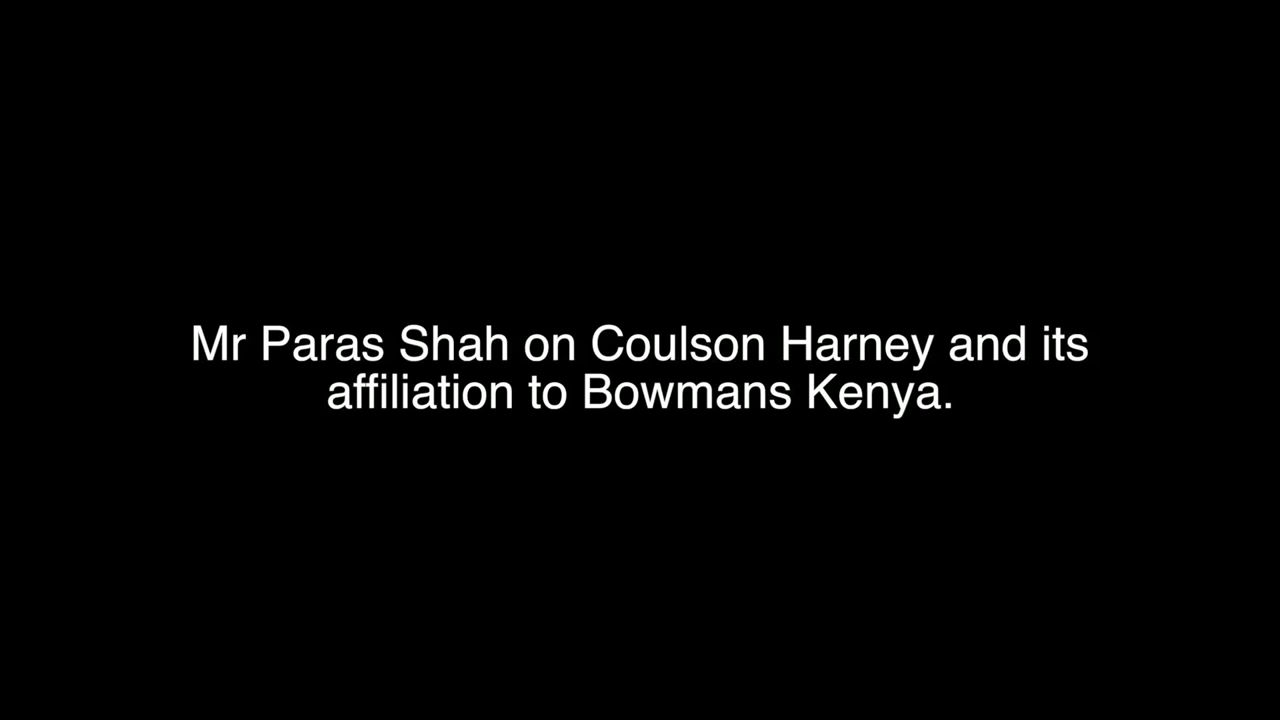 Mr Paras Shah on Coulson Harney and its
affiliation to Bowmans Kenya.